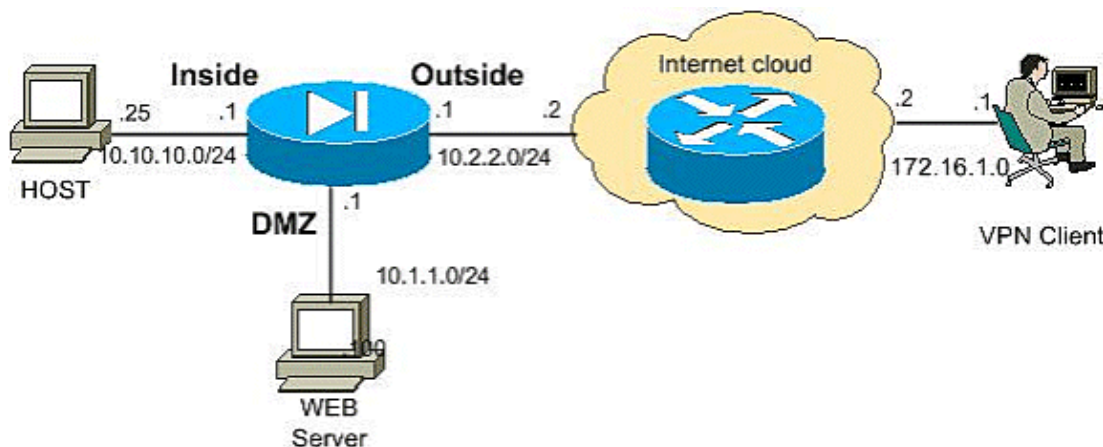 Inside
Outside
Internet cloud
.25
.1
.1
.2
.2
.1
10.10.10.0/24
10.2.2.0/24
172.16.1.0
HOST
.1
DMZ
VPN Client
10.1.1.0/24
.100
WEB
Server